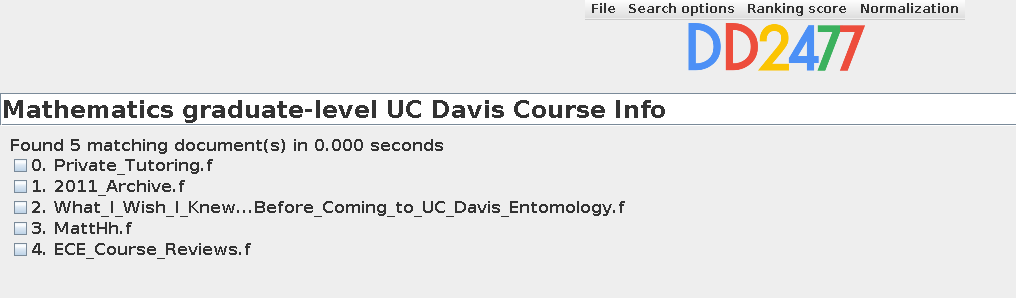 File Search options Ranking score Normalization
DD2477
Mathematics graduate-level UC Davis Course Info
Found 5 matching document(s) in 0.000 seconds
0. Private_Tutoring.f
1. 2011_Archive.f
2. What_I_Wish_I_Knew...Before_Coming_to_UC_Davis_Entomology.f
3. MattHh.f
4. ECE_Course_Reviews.f